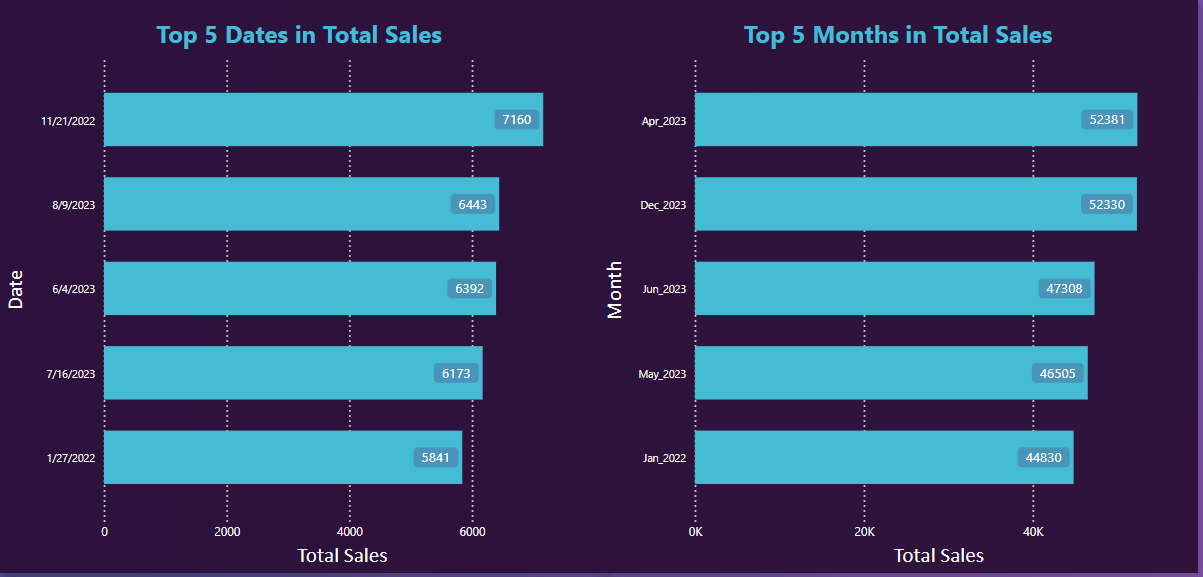 Top 5 Dates in Total Sales
Date
11/21/2022 7160
8/9/2023 6443
6/4/2023 6392
7/16/2023 6173
1/27/2022 5841
0 2000 4000 6000
Total Sales
Top 5 Months in Total Sales
Month
Apr_2023 52381
Dec_2023 52330
Jun_2023 47308
May_2023 46505
Jan_2022 44830
0K 20K 40K
Total Sales